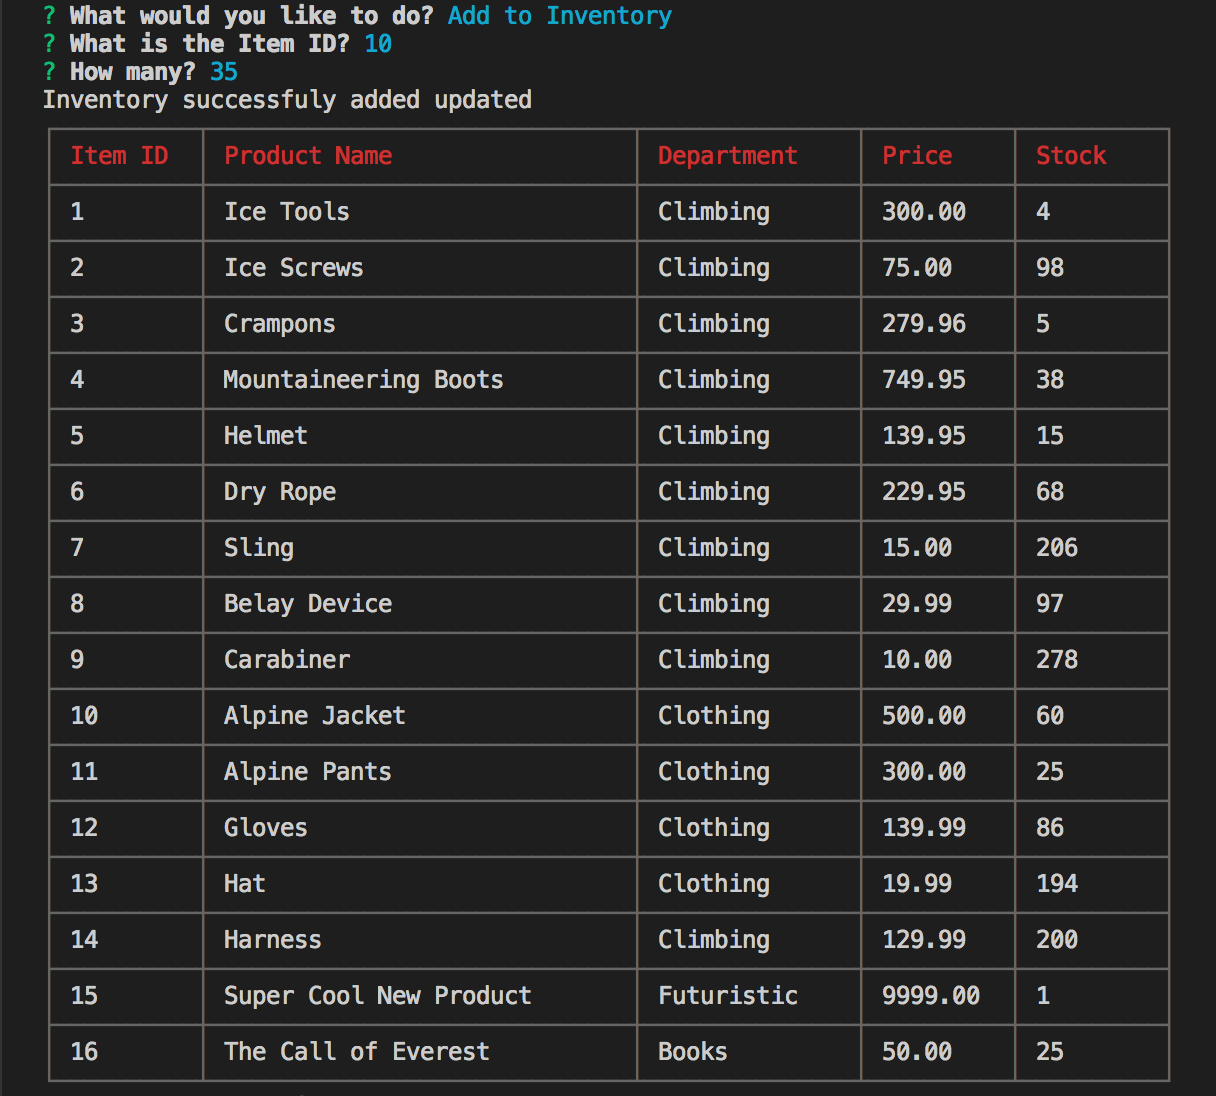 ? What would you like to do? Add to Inventory
? What is the Item ID? 10
? How many? 35
Inventory successfuly added updated
Item ID Product Name Department Price Stock
1 Ice Tools Climbing 300.00 4
2 Ice Screws Climbing 75.00 98
3 Crampons Climbing 279.96 5
4 Mountaineering Boots Climbing 749.95 38
5 Helmet Climbing 139.95 15
6 Dry Rope Climbing 229.95 68
7 Sling Climbing 15.00 206
8 Belay Device Climbing 29.99 97
9 Carabiner Climbing 10.00 278
10 Alpine Jacket Clothing 500.00 60
11 Alpine Pants Clothing 300.00 25
12 Gloves Clothing 139.99 86
13 Hat Clothing 19.99 194
14 Harness Climbing 129.99 200
15 Super Cool New Product Futuristic 9999.00 1
16 The Call of Everest Books 50.00 25